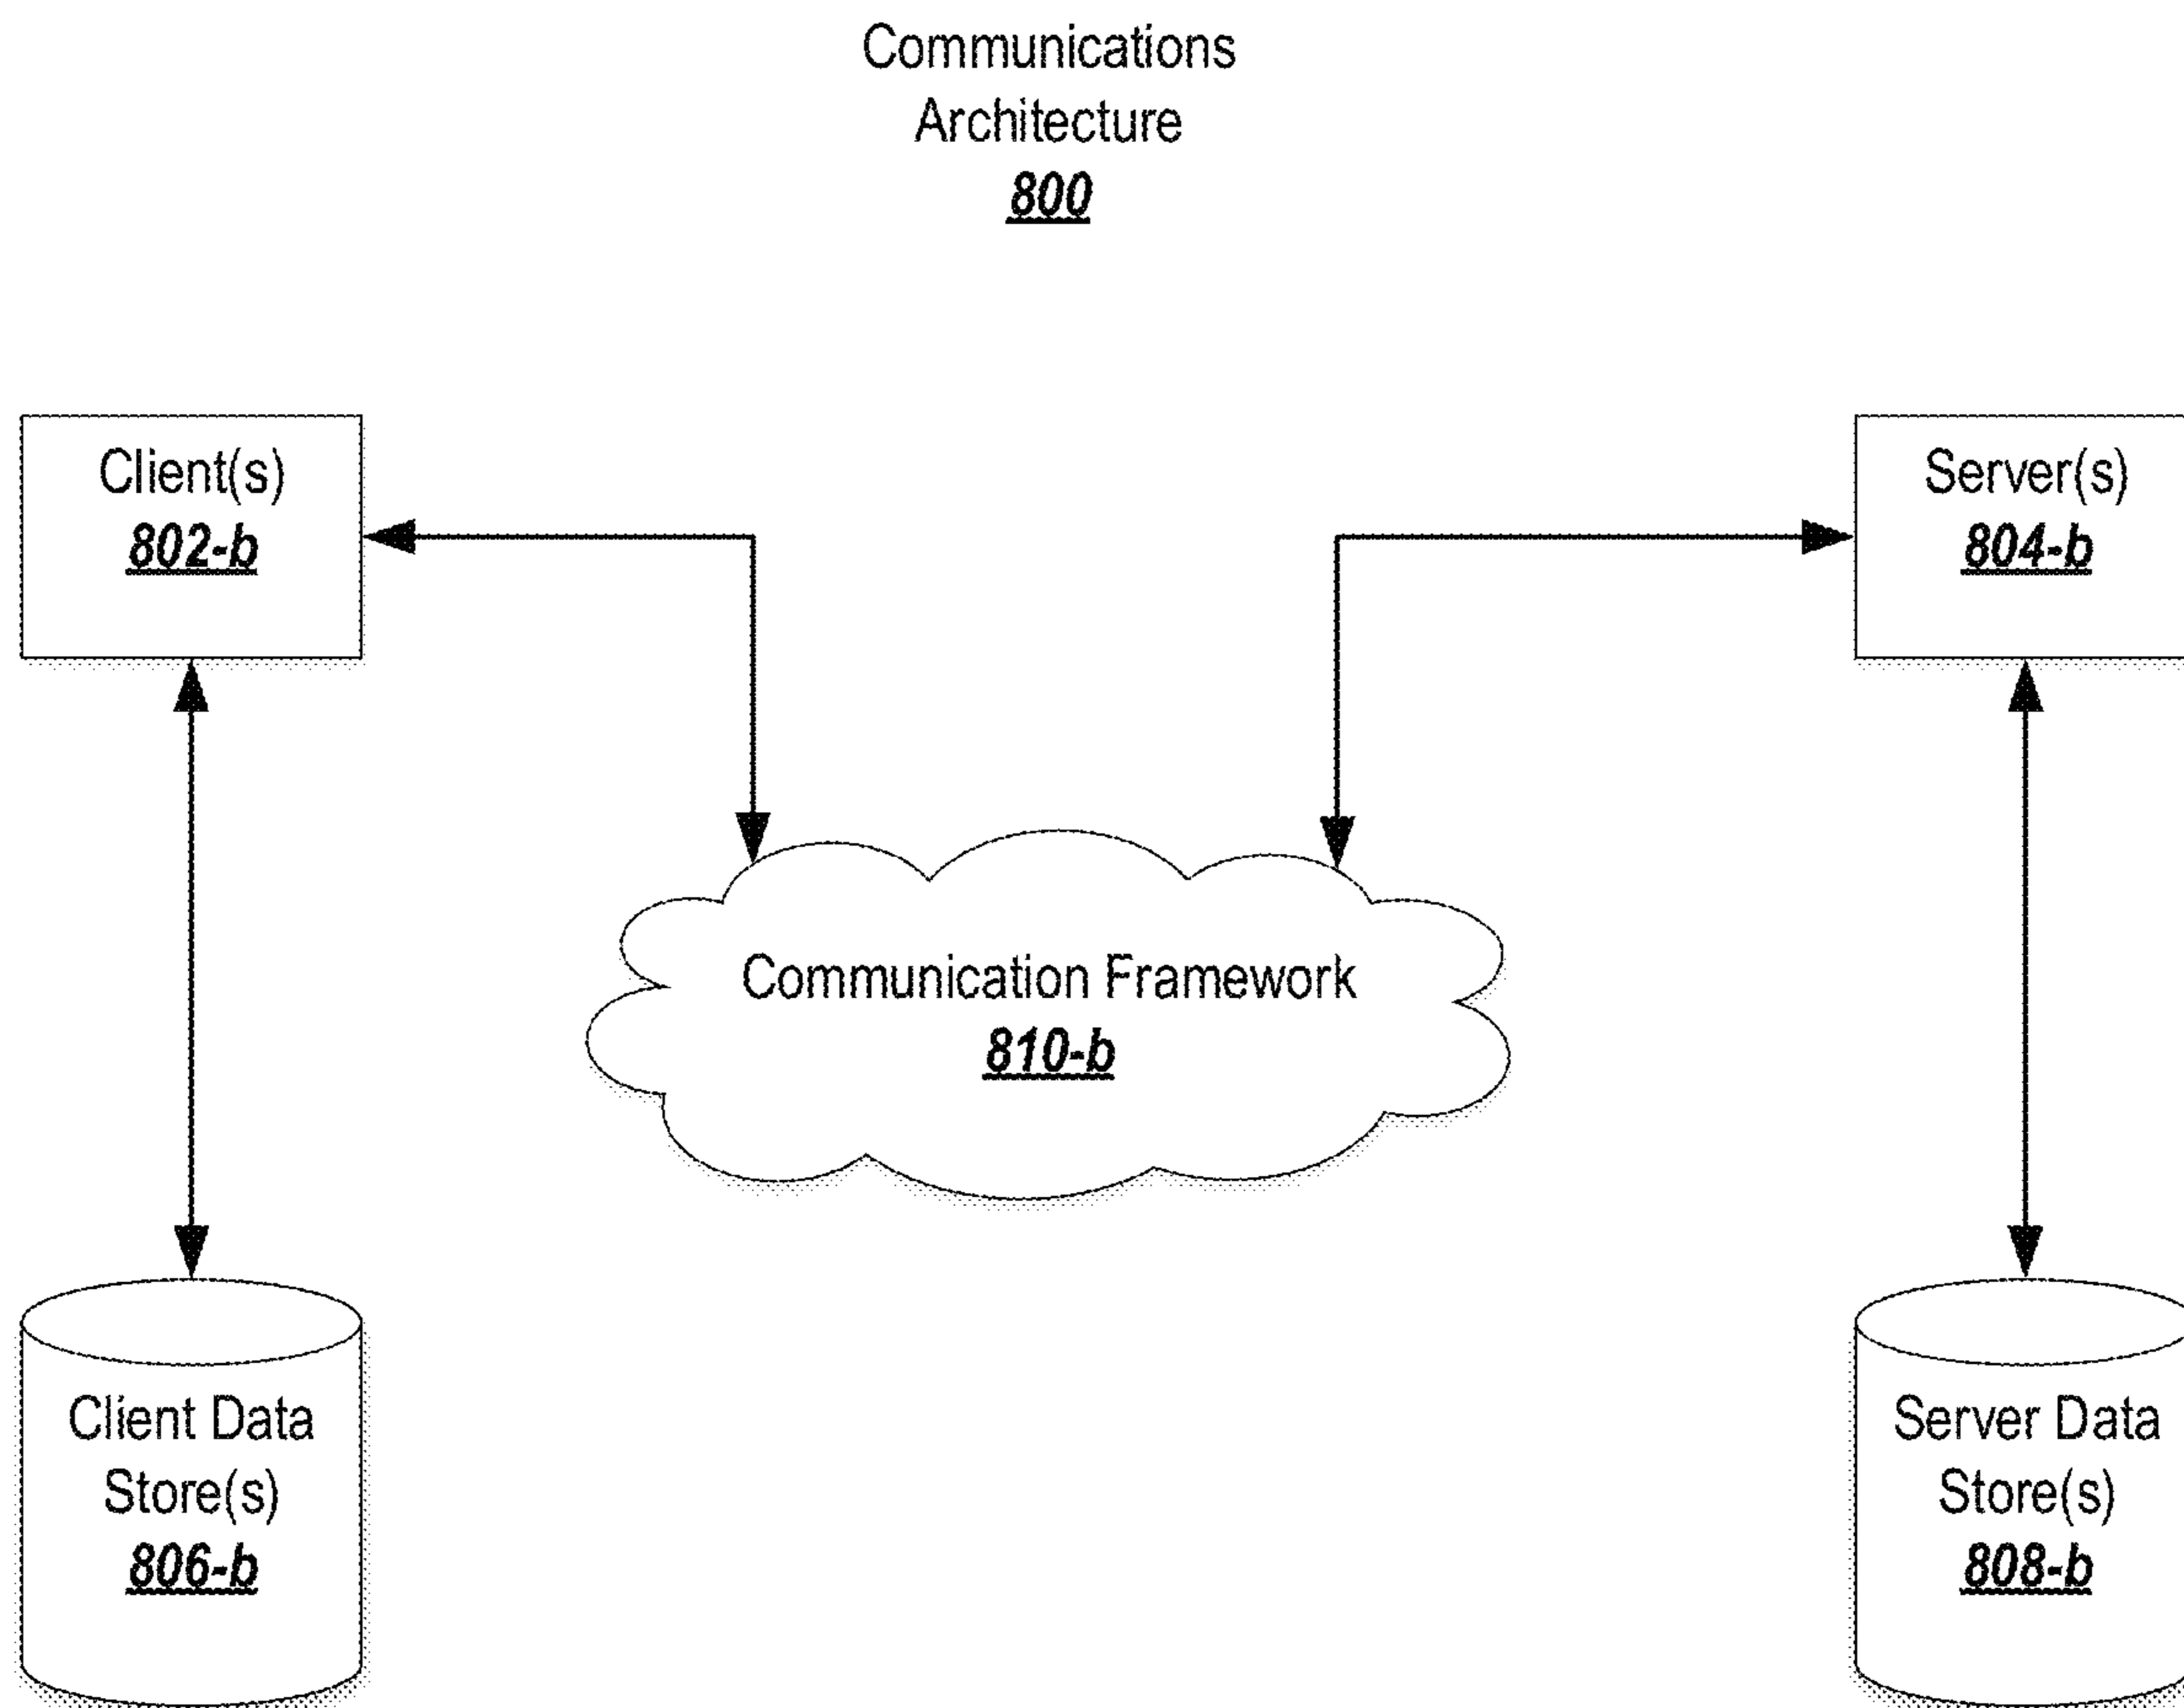 Communications
Architecture
800
Client(s)
802-b
Server(s)
804-b
Communication Framework
810-b
Client Data
Store(s)
806-b
Server Data
Store(s)
808-b